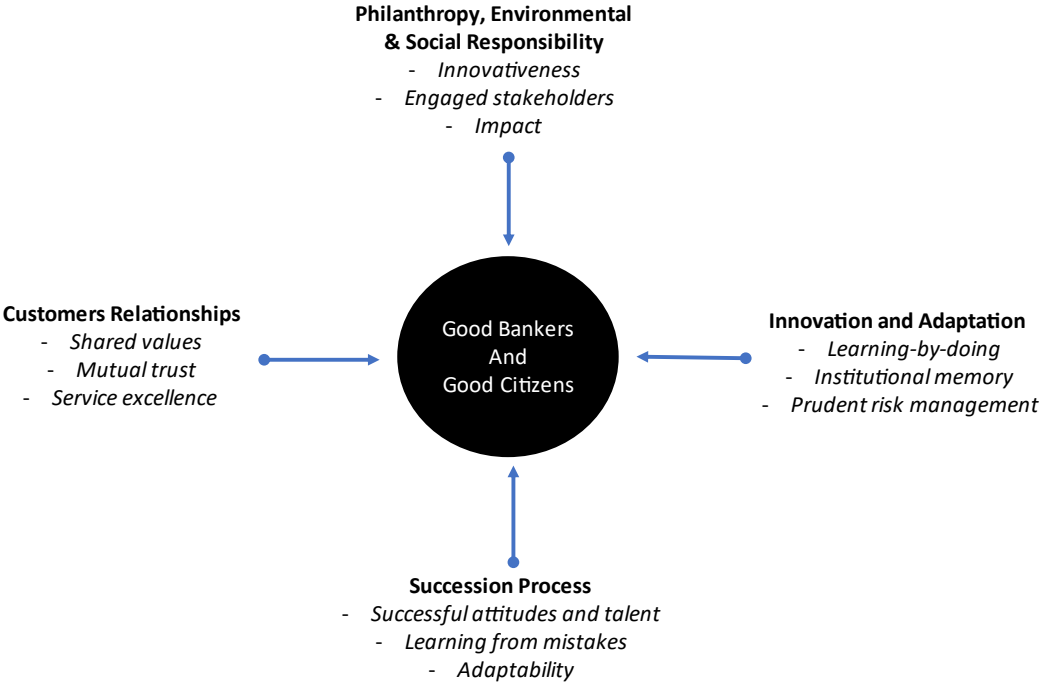 Philanthropy, Environmental
& Social Responsibility
- Innovativeness
- Engaged stakeholders
- Impact
Customers Relationships
- Shared values
- Mutual trust
- Service excellence
Good Bankers
And
Good Citizens
Innovation and Adaptation
- Learning-by-doing
- Institutional memory
- Prudent risk management
Succession Process
- Successful attitudes and talent
- Learning from mistakes
- Adaptability